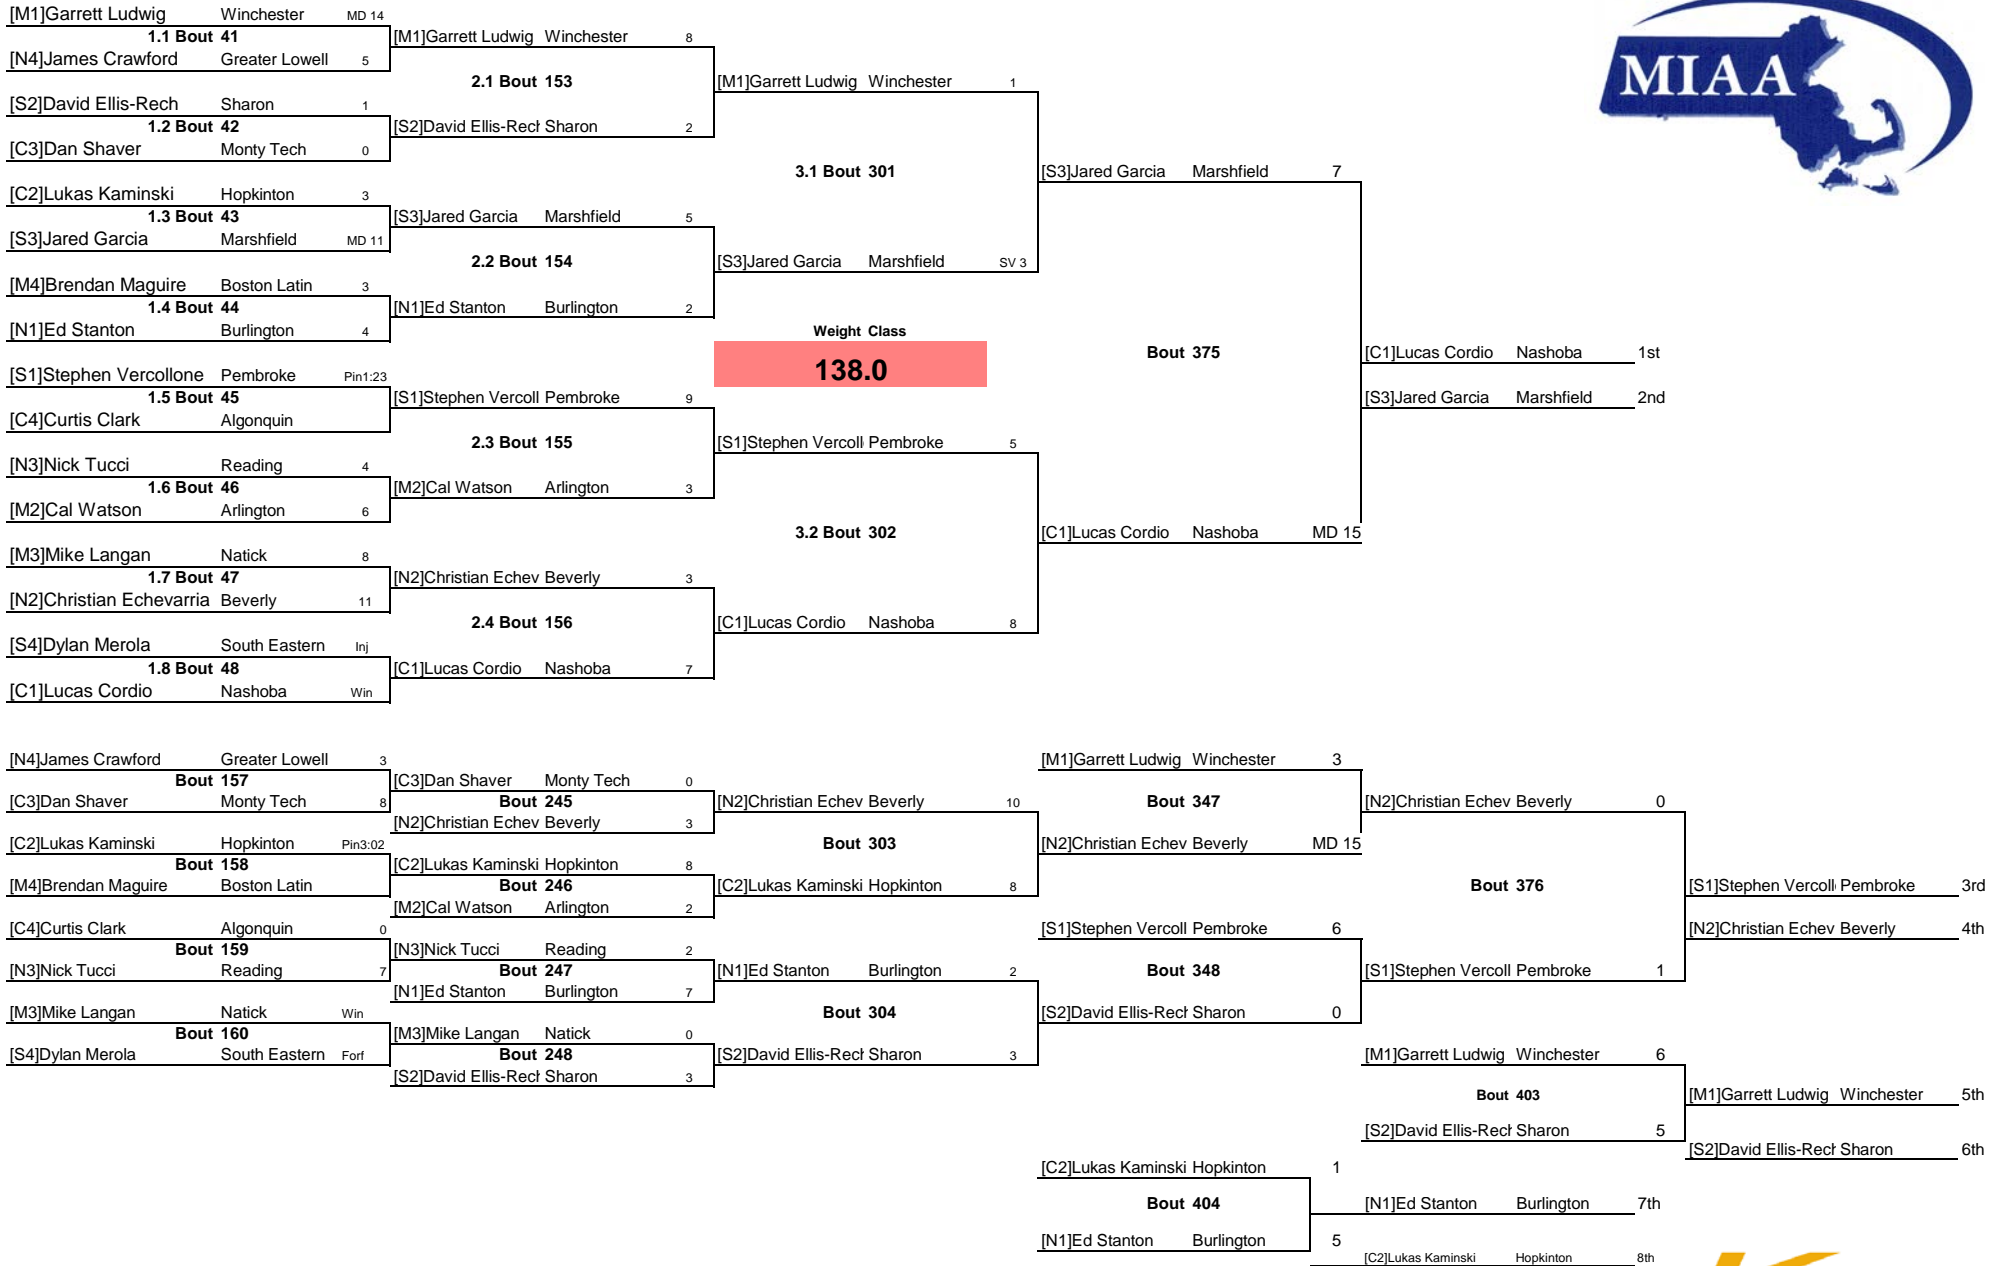 [M1]Garrett Ludwig Winchester MD 14
1.1 Bout 41
[N4]James Crawford Greater Lowell 5
[S2]David Ellis-Rech Sharon 1
1.2 Bout 42
[C3]Dan Shaver Monty Tech 0
[C2]Lukas Kaminski Hopkinton 3
1.3 Bout 43
[S3]Jared Garcia Marshfield MD 11
[M4]Brendan Maguire Boston Latin 3
1.4 Bout 44
[N1]Ed Stanton Burlington 4
[S1]Stephen Vercollone Pembroke Pin1:23
1.5 Bout 45
[C4]Curtis Clark Algonquin
[N3]Nick Tucci Reading 4
1.6 Bout 46
[M2]Cal Watson Arlington 6
[M3]Mike Langan Natick 8
1.7 Bout 47
[N2]Christian Echevarria Beverly 11
[S4]Dylan Merola South Eastern Inj
1.8 Bout 48
[C1]Lucas Cordio Nashoba Win
[M1]Garrett Ludwig Winchester 8
2.1 Bout 153
[S2]David Ellis-Rech Sharon 2
[S3]Jared Garcia Marshfield 5
2.2 Bout 154
[N1]Ed Stanton Burlington 2
[S1]Stephen Vercoll Pembroke 9
2.3 Bout 155
[M2]Cal Watson Arlington 3
[N2]Christian Echev Beverly 3
2.4 Bout 156
[C1]Lucas Cordio Nashoba 7
[M1]Garrett Ludwig Winchester 1
3.1 Bout 301
[S3]Jared Garcia Marshfield SV 3
Weight Class
138.0
[S1]Stephen Vercoll Pembroke 5
3.2 Bout 302
[C1]Lucas Cordio Nashoba 8
[S3]Jared Garcia Marshfield 7
Bout 375
[C1]Lucas Cordio Nashoba MD 15
[C1]Lucas Cordio Nashoba 1st
[S3]Jared Garcia Marshfield 2nd
MIAA
[N4]James Crawford Greater Lowell 3
Bout 157
[C3]Dan Shaver Monty Tech 8
[C2]Lukas Kaminski Hopkinton Pin3:02
Bout 158
[M4]Brendan Maguire Boston Latin
[C4]Curtis Clark Algonquin 0
Bout 159
[N3]Nick Tucci Reading 7
[M3]Mike Langan Natick Win
Bout 160
[S4]Dylan Merola South Eastern Forf
[C3]Dan Shaver Monty Tech 0
Bout 245
[N2]Christian Echev Beverly 3
[C2]Lukas Kaminski Hopkinton 8
Bout 246
[M2]Cal Watson Arlington 2
[N3]Nick Tucci Reading 2
Bout 247
[N1]Ed Stanton Burlington 7
[M3]Mike Langan Natick 0
Bout 248
[S2]David Ellis-Rech Sharon 3
[N2]Christian Echev Beverly 10
Bout 303
[C2]Lukas Kaminski Hopkinton 8
[N1]Ed Stanton Burlington 2
Bout 304
[S2]David Ellis-Rech Sharon 3
[M1]Garrett Ludwig Winchester 3
Bout 347
[N2]Christian Echev Beverly MD 15
[S1]Stephen Vercoll Pembroke 6
Bout 348
[S2]David Ellis-Rech Sharon 0
[N2]Christian Echev Beverly 0
Bout 376
[S1]Stephen Vercoll Pembroke 1
[S1]Stephen Vercoll Pembroke 3rd
[N2]Christian Echev Beverly 4th
[M1]Garrett Ludwig Winchester 6
Bout 403
[S2]David Ellis-Rech Sharon 5
[M1]Garrett Ludwig Winchester 5th
[S2]David Ellis-Rech Sharon 6th
[C2]Lukas Kaminski Hopkinton 1
Bout 404
[N1]Ed Stanton Burlington 5
[N1]Ed Stanton Burlington 7th
[C2]Lukas Kaminski Hopkinton 8th